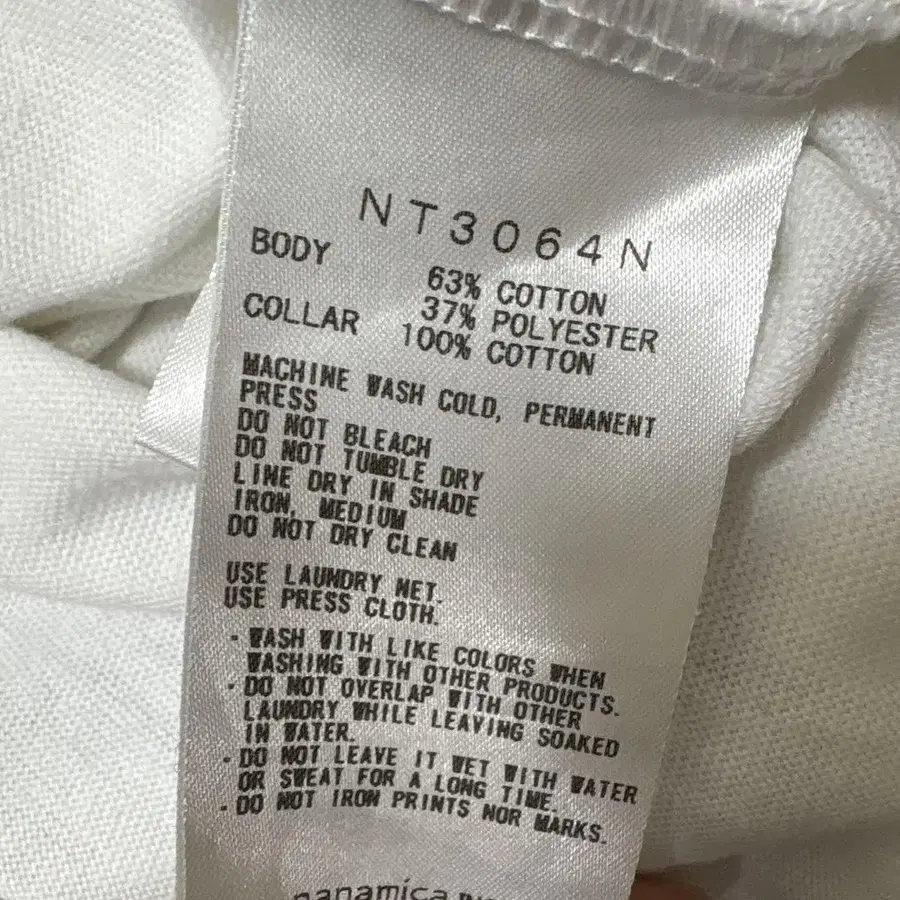 NT3064N
BODY 63% COTTON
37% POLYESTER
COLLAR 100% COTTON
MACHINE WASH COLD, PERMANENT
PRESS
DO NOT BLEACH
DO NOT TUMBLE DRY
LINE DRY IN SHADE
IRON, MEDIUM
DO NOT DRY CLEAN
USE LAUNDRY NET.
USE PRESS CLOTH.
· WASH WITH LIKE COLORS WHEN
WASHING WITH OTHER PRODUCTS.
· DO NOT OVERLAP WITH OTHER
LAUNDRY WHILE LEAVING SOAKED
IN WATER.
· DO NOT LEAVE IT WET WITH WATER
OR SWEAT FOR A LONG TIME.
· DO NOT IRON PRINTS NOR MARKS.
nanamica